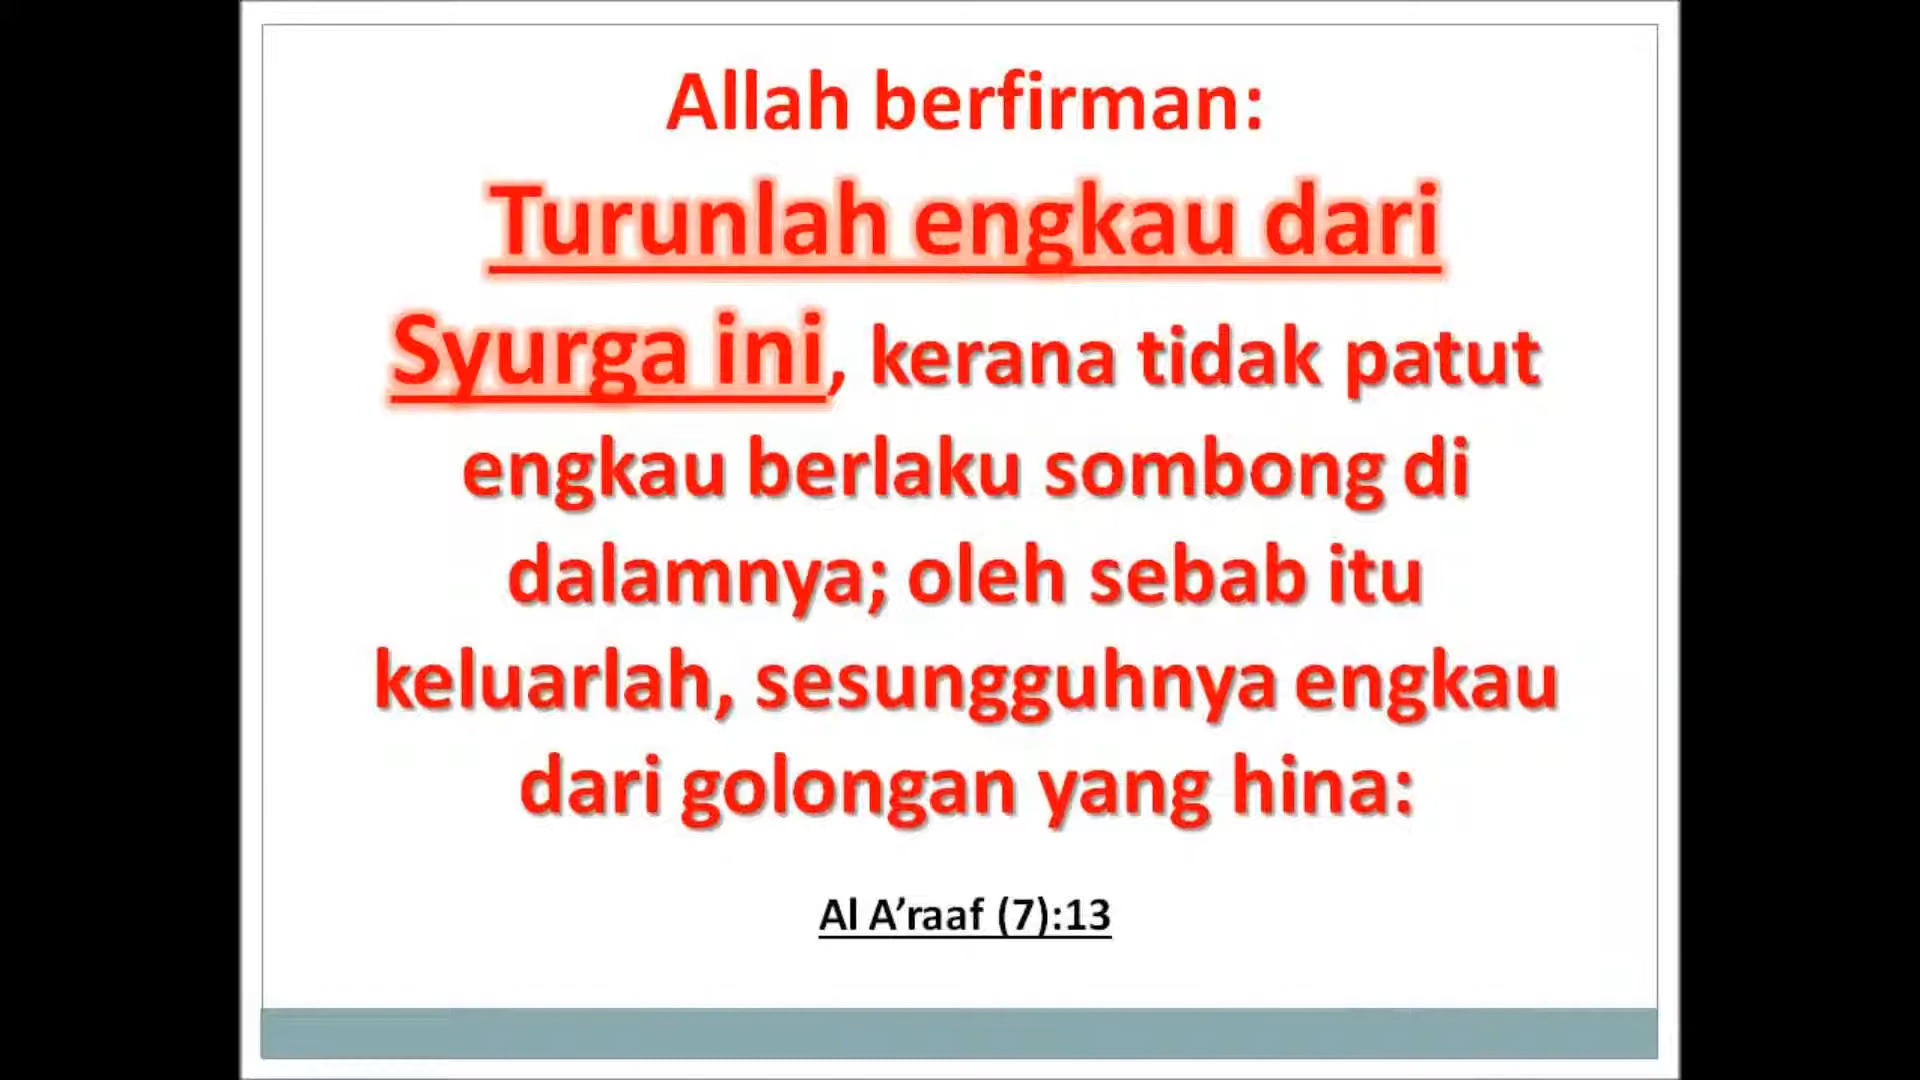 Allah berfirman:
Turunlah engkau dari
Syurga ini, kerana tidak patut
engkau berlaku sombong di
dalamnya; oleh sebab itu
keluarlah, sesungguhnya engkau
dari golongan yang hina:
Al A’raaf (7):13